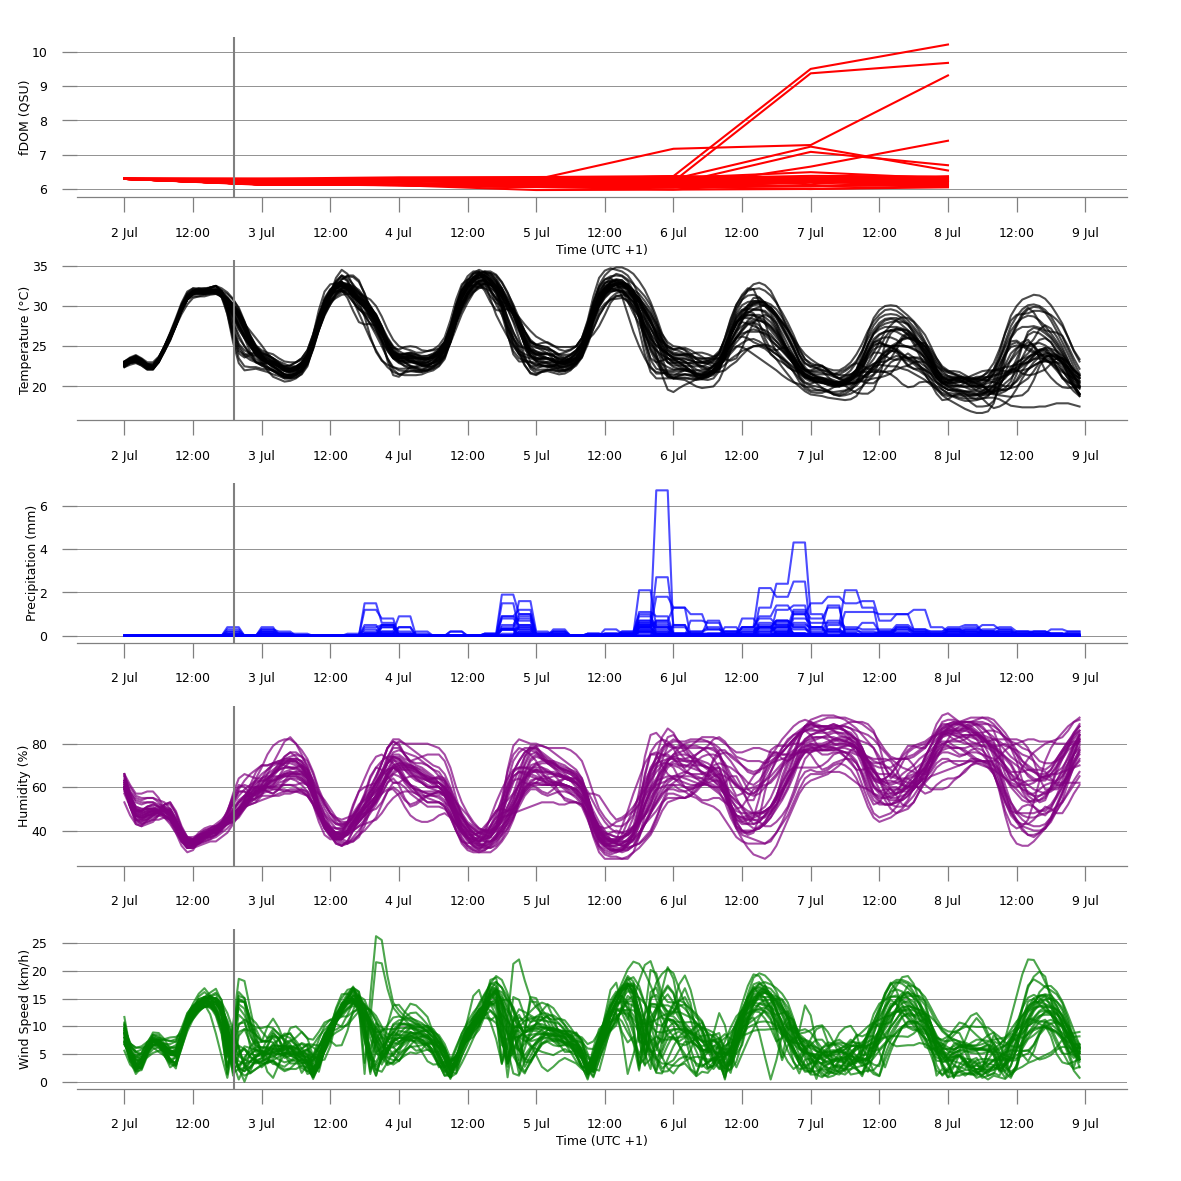 fDOM (QSU)
10
9
8
7
6
2 Jul 12:00 3 Jul 12:00 4 Jul 12:00 5 Jul 12:00 6 Jul 12:00 7 Jul 12:00 8 Jul 12:00 9 Jul
Time (UTC +1)
Temperature (°C)
35
30
25
20
2 Jul 12:00 3 Jul 12:00 4 Jul 12:00 5 Jul 12:00 6 Jul 12:00 7 Jul 12:00 8 Jul 12:00 9 Jul
Precipitation (mm)
6
4
2
0
2 Jul 12:00 3 Jul 12:00 4 Jul 12:00 5 Jul 12:00 6 Jul 12:00 7 Jul 12:00 8 Jul 12:00 9 Jul
Humidity (%)
80
60
40
2 Jul 12:00 3 Jul 12:00 4 Jul 12:00 5 Jul 12:00 6 Jul 12:00 7 Jul 12:00 8 Jul 12:00 9 Jul
Wind Speed (km/h)
25
20
15
10
5
0
2 Jul 12:00 3 Jul 12:00 4 Jul 12:00 5 Jul 12:00 6 Jul 12:00 7 Jul 12:00 8 Jul 12:00 9 Jul
Time (UTC +1)